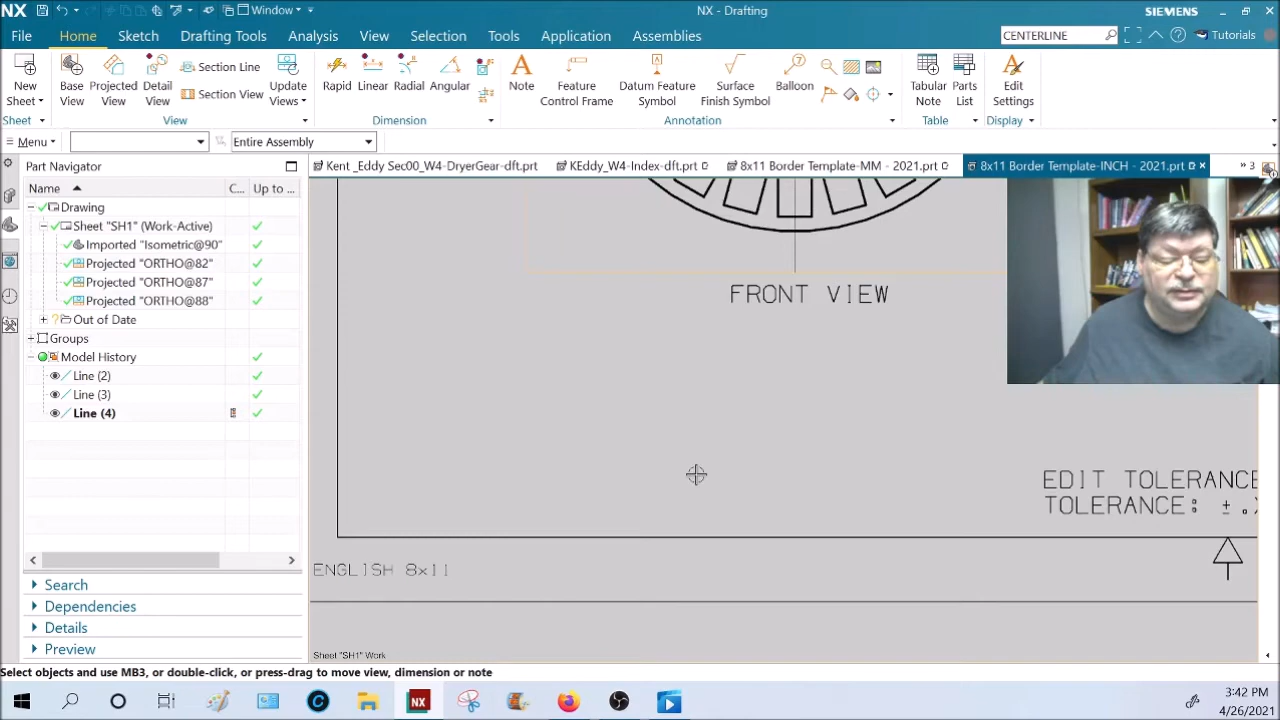 NX
Window
NX - Drafting
SIEMENS
File Home Sketch Drafting Tools Analysis View Selection Tools Application Assemblies
CENTERLINE
Tutorials
New Sheet
Base View
Projected View
Detail View
Section Line
Section View
Update Views
Rapid
Linear
Radial
Angular
Note
Feature Control Frame
Datum Feature Symbol
Surface Finish Symbol
Balloon
Tabular Note
Parts List
Edit Settings
Sheet
View
Dimension
Annotation
Table
Display
Menu
Entire Assembly
Part Navigator
Kent _Eddy Sec00_W4-DryerGear-dft.prt
KEddy_W4-Index-dft.prt
8x11 Border Template-MM - 2021.prt
8x11 Border Template-INCH - 2021.prt
3
Name C... Up to ...
Drawing
Sheet "SH1" (Work-Active)
Imported "Isometric@90"
Projected "ORTHO@82"
Projected "ORTHO@87"
Projected "ORTHO@88"
Out of Date
Groups
Model History
Line (2)
Line (3)
Line (4)
FRONT VIEW
EDIT TOLERANCE
TOLERANCE: ±
ENGLISH 8x11
Sheet "SH1" Work
Search
Dependencies
Details
Preview
Select objects and use MB3, or double-click, or press-drag to move view, dimension or note
NX
3:42 PM
4/26/2021